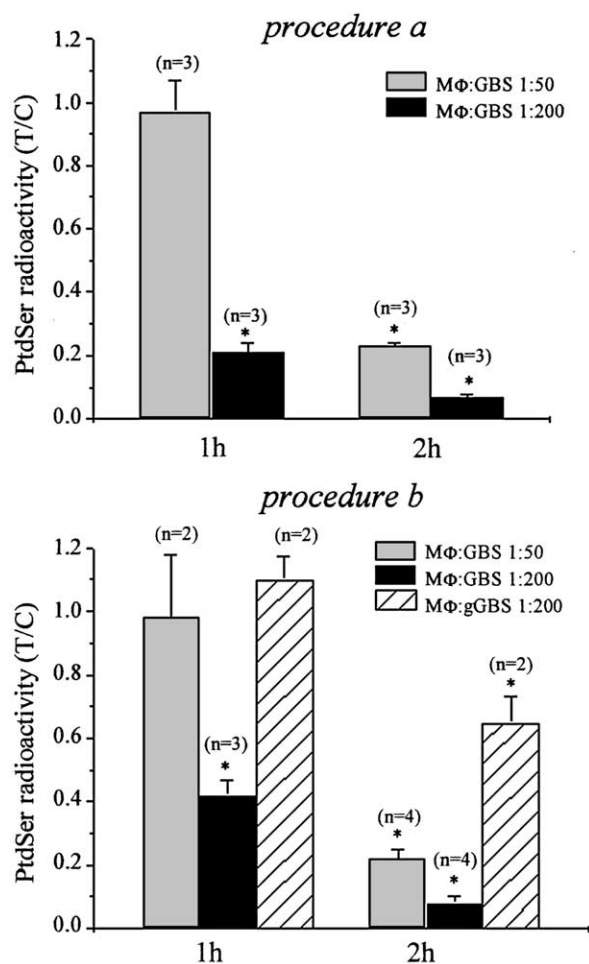 procedure a
PtdSer radioactivity (T/C)
1.2
1.0
0.8
0.6
0.4
0.2
0.0
(n=3)
(n=3)
*
(n=3)
*
(n=3)
*
MΦ:GBS 1:50
MΦ:GBS 1:200
1h
2h
procedure b
PtdSer radioactivity (T/C)
1.2
1.0
0.8
0.6
0.4
0.2
0.0
(n=2)
(n=3)
*
(n=2)
(n=4)
*
(n=4)
*
(n=2)
*
MΦ:GBS 1:50
MΦ:GBS 1:200
MΦ:gGBS 1:200
1h
2h